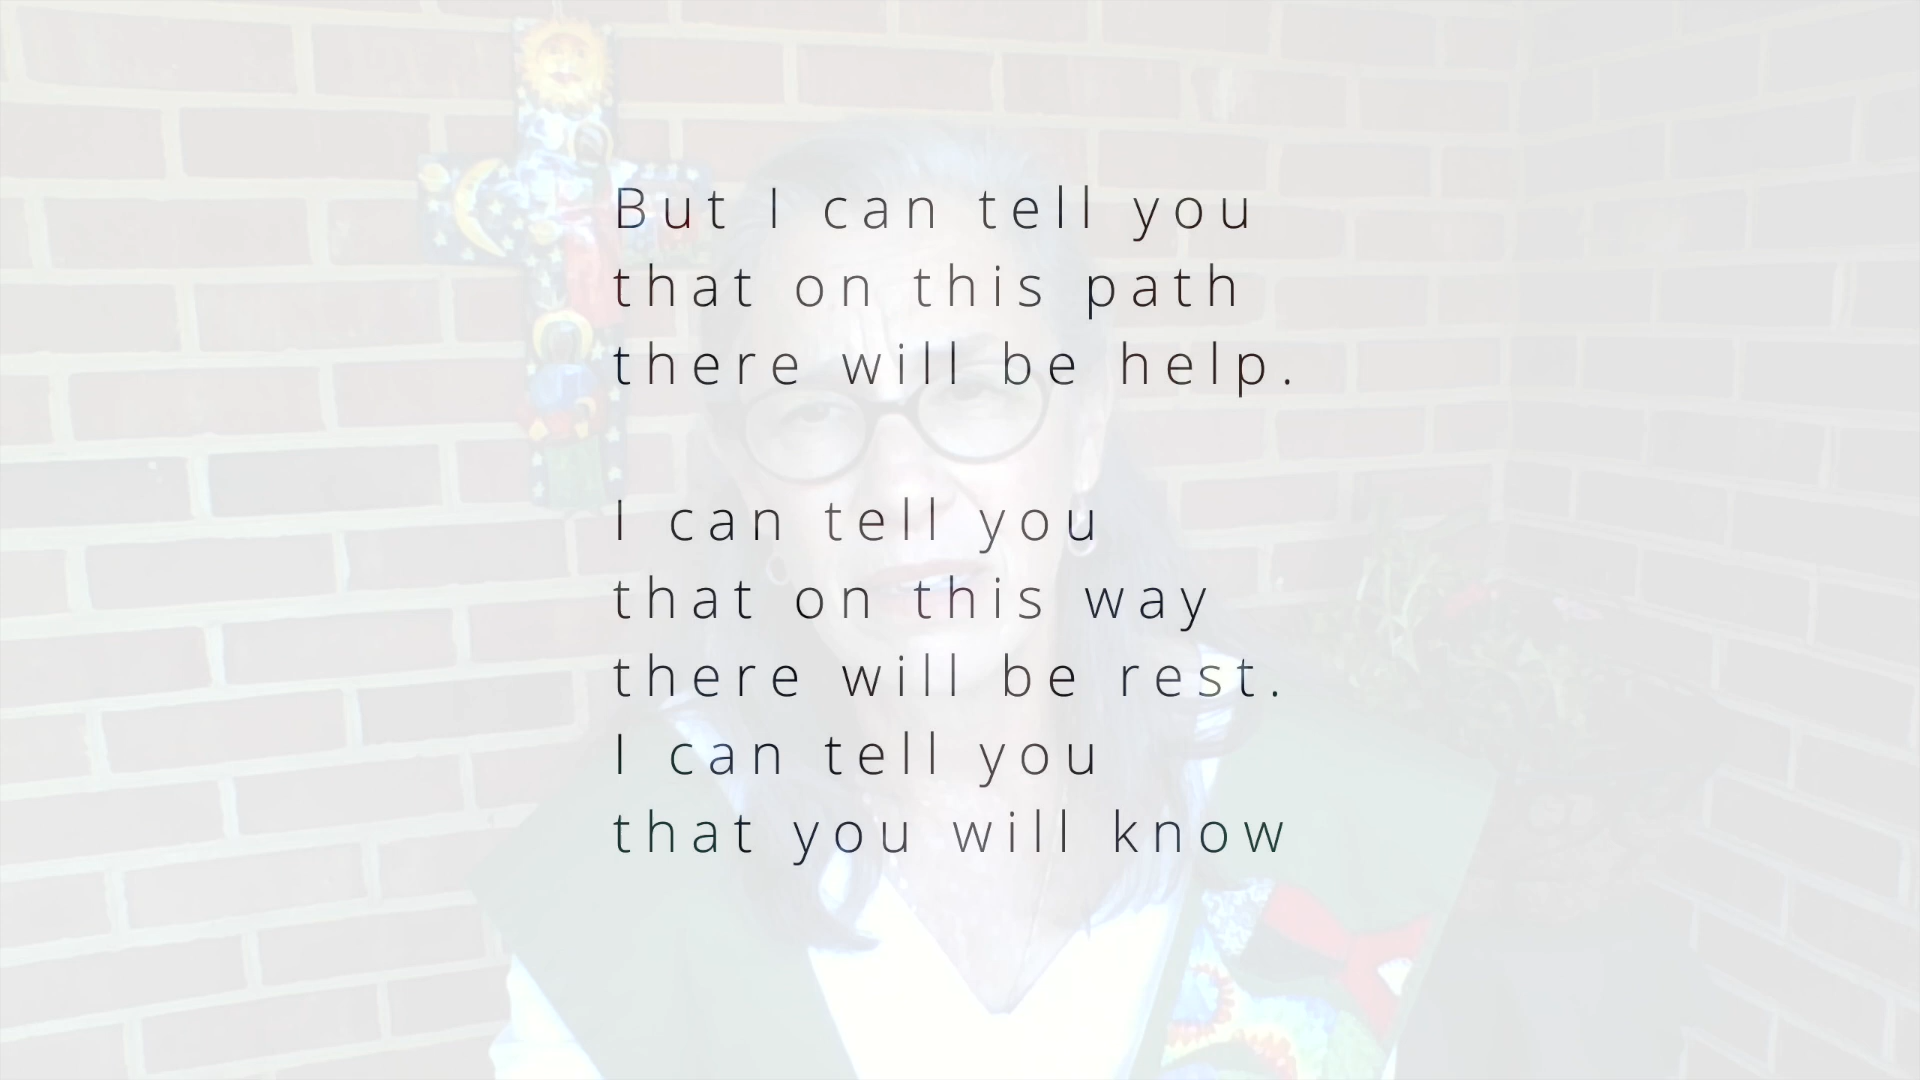 But I can tell you
that on this path
there will be help.
I can tell you
that on this way
there will be rest.
I can tell you
that you will know